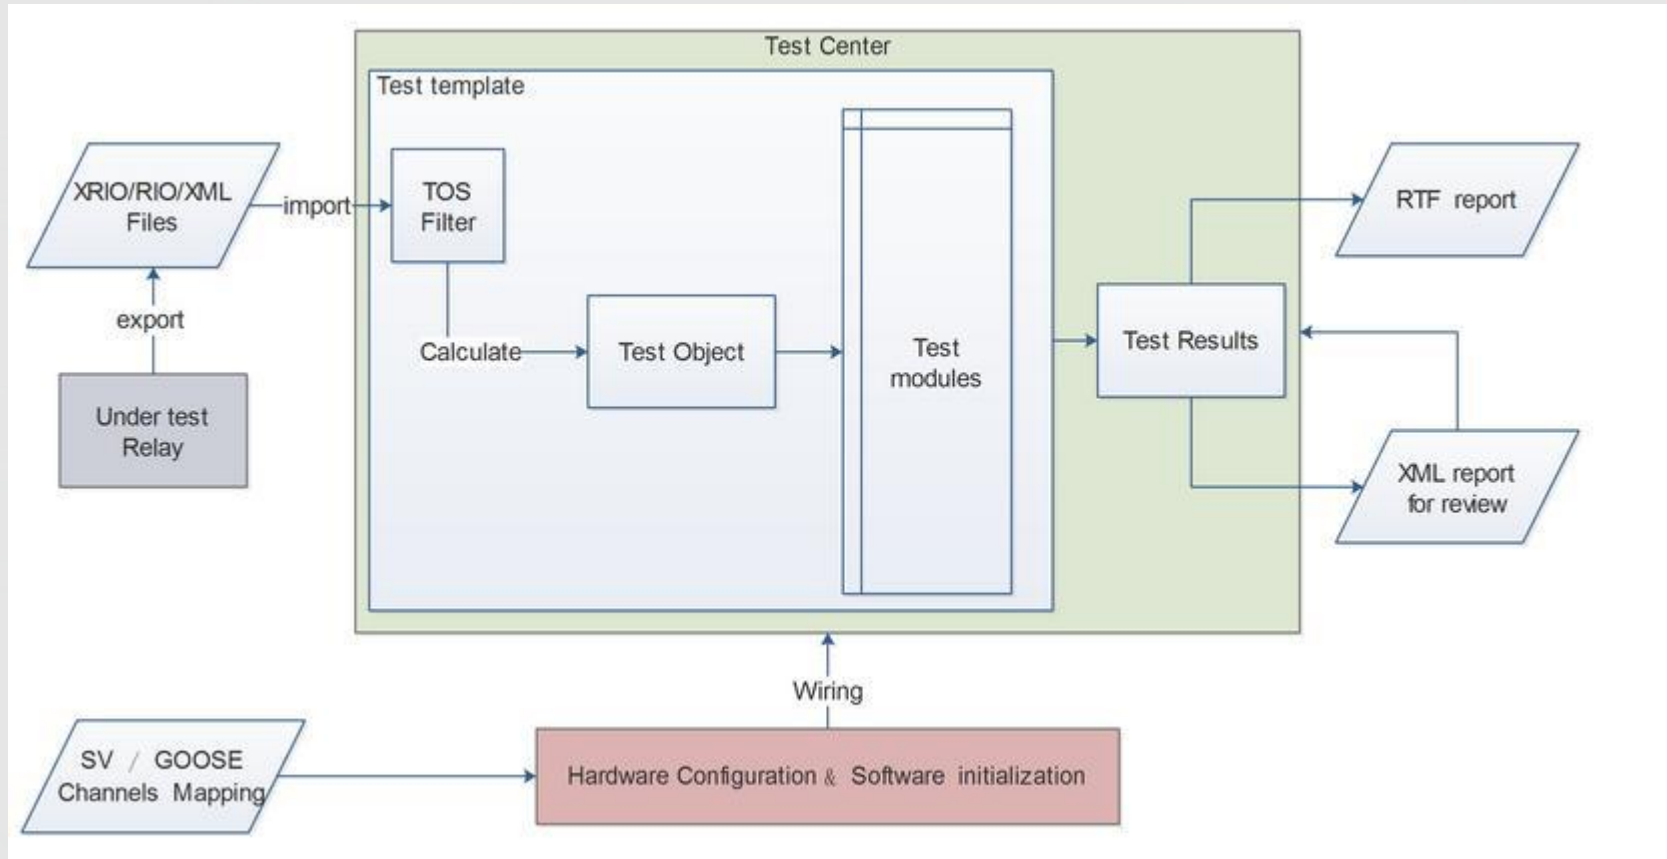 Test Center
Test template
XRIO/RIO/XML
Files
import
TOS
Filter
export
Under test
Relay
Calculate
Test Object
Test
modules
Test Results
RTF report
XML report
for review
Wiring
SV / GOOSE
Channels Mapping
Hardware Configuration & Software initialization